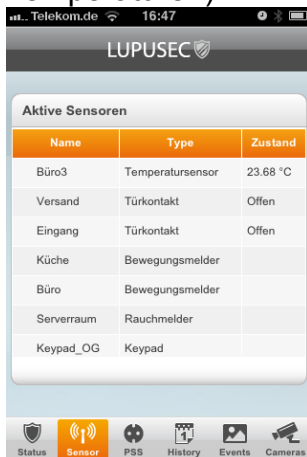 Telekom.de 16:47
LUPUSEC
Aktive Sensoren
Name Type Zustand
Büro3 Temperatursensor 23.68 °C
Versand Türkontakt Offen
Eingang Türkontakt Offen
Küche Bewegungsmelder
Büro Bewegungsmelder
Serverraum Rauchmelder
Keypad_OG Keypad
Status Sensor PSS History Events Cameras